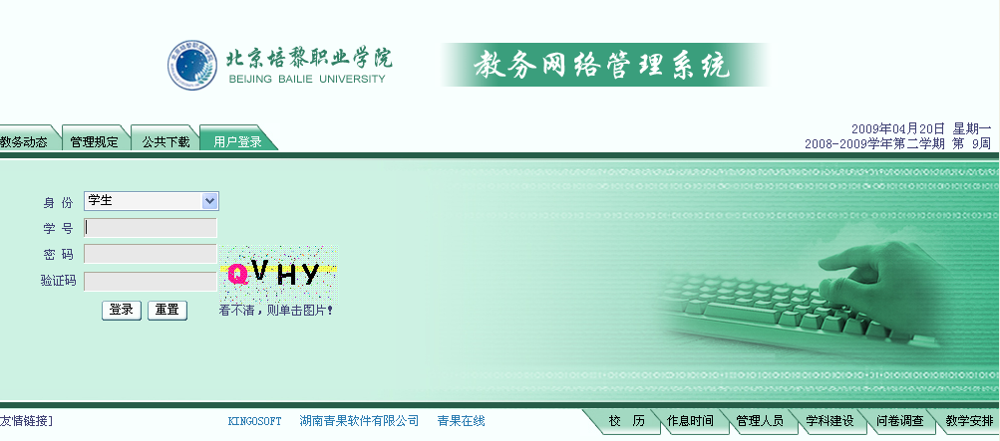 北京培黎职业学院
BEIJING BAILIE UNIVERSITY
教务网络管理系统
教务动态 管理规定 公共下载 用户登录
2009年04月20日 星期一
2008-2009学年第二学期 第 9周
身 份 学生
学 号
密 码
验证码
QVHY
登录 重置
看不清，则单击图片!
友情链接]
KINGOSOFT 湖南青果软件有限公司 青果在线
校 历 作息时间 管理人员 学科建设 问卷调查 教学安排